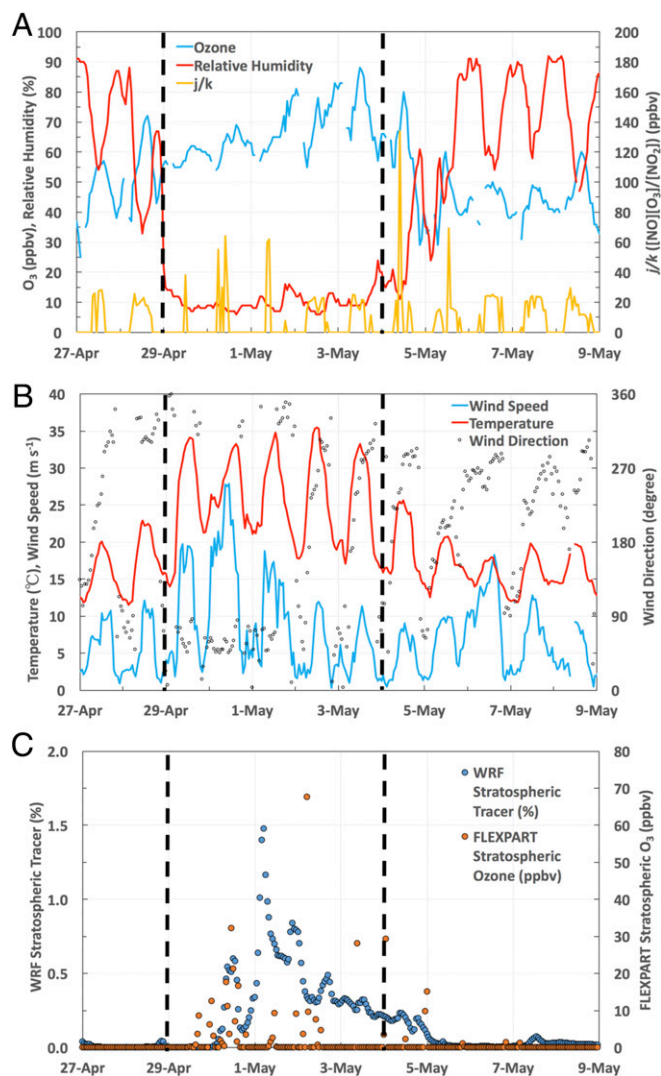 A
O₃ (ppbv), Relative Humidity (%)
100
90
80
70
60
50
40
30
20
10
0
Ozone
Relative Humidity
j/k
200
180
160
140
120
100
80
60
40
20
0
j/k ([NO][O₃]/[NO₂]) (ppbv)
27-Apr 29-Apr 1-May 3-May 5-May 7-May 9-May
B
Temperature (℃), Wind Speed (m s⁻¹)
40
35
30
25
20
15
10
5
0
Wind Speed
Temperature
Wind Direction
360
270
180
90
0
Wind Direction (degree)
27-Apr 29-Apr 1-May 3-May 5-May 7-May 9-May
C
WRF Stratospheric Tracer (%)
2.0
1.5
1.0
0.5
0.0
WRF
Stratospheric
Tracer (%)
FLEXPART
Stratospheric
Ozone (ppbv)
80
70
60
50
40
30
20
10
0
FLEXPART Stratospheric O₃ (ppbv)
27-Apr 29-Apr 1-May 3-May 5-May 7-May 9-May